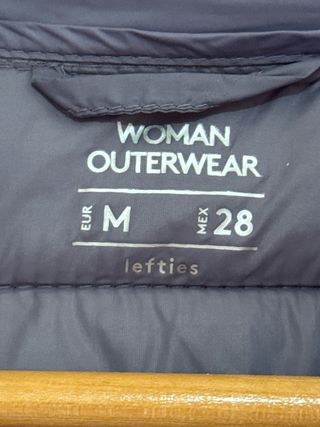 WOMAN
OUTERWEAR
EUR M MEX 28
lefties